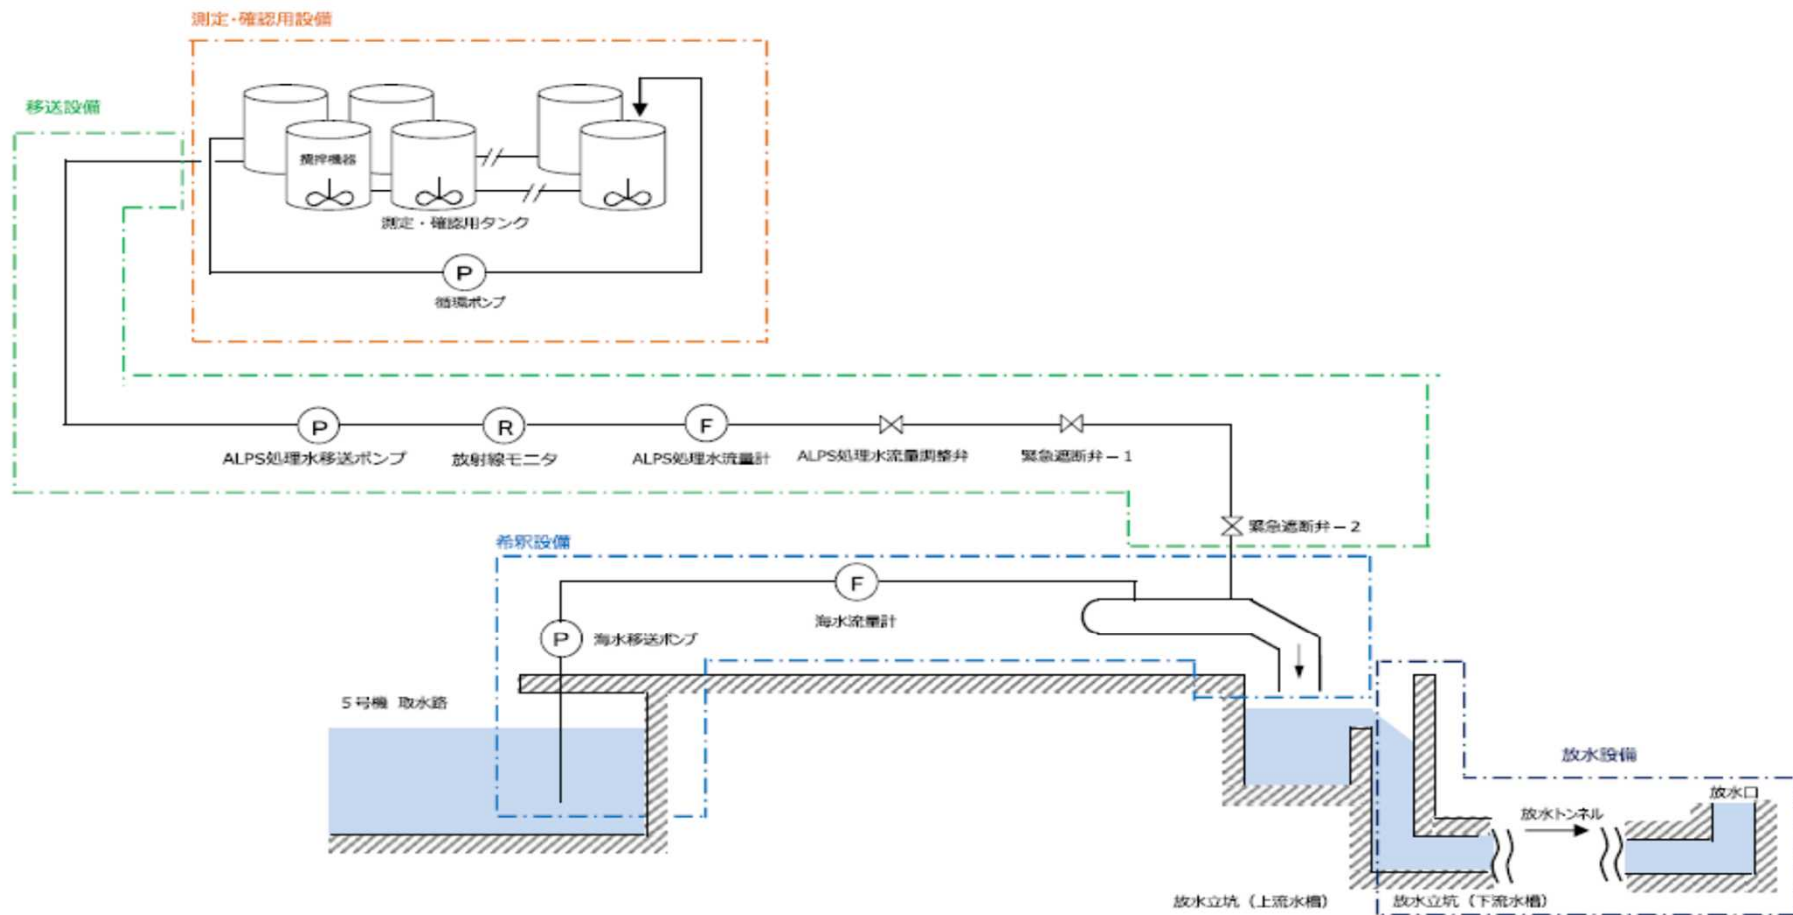 測定・確認用設備
移送設備
攪拌機器
測定・確認用タンク
P
循環ポンプ
P
R
F
ALPS処理水移送ポンプ
放射線モニタ
ALPS処理水流量計
ALPS処理水流量調整弁
緊急遮断弁－1
緊急遮断弁－2
希釈設備
F
海水流量計
P
海水移送ポンプ
5号機 取水路
放水設備
放水口
放水トンネル
放水立坑（上流水槽）
放水立坑（下流水槽）